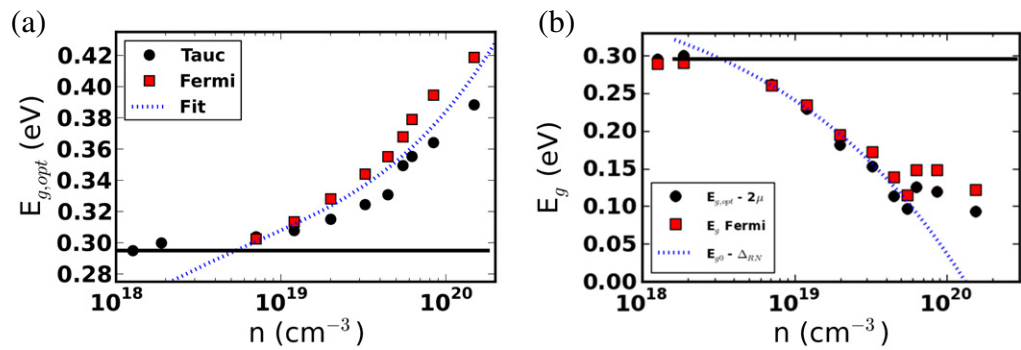 (a)
0.42
0.40
0.38
0.36
0.34
0.32
0.30
0.28
E_{g,opt} (eV)
Tauc
Fermi
Fit
10^{18}
10^{19}
10^{20}
n (cm^{-3})
(b)
0.30
0.25
0.20
0.15
0.10
0.05
0.00
E_g (eV)
E_{g,opt} - 2μ
E_g Fermi
E_{g0} - Δ_{RN}
10^{18}
10^{19}
10^{20}
n (cm^{-3})